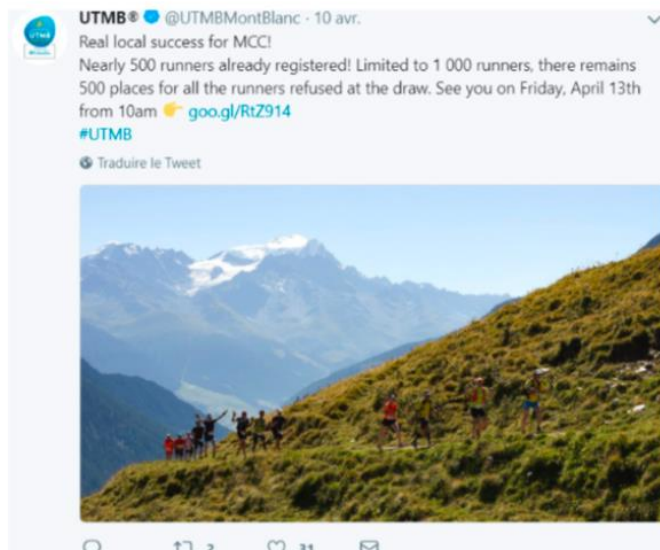 UTMB® @UTMBMontBlanc · 10 avr.
Real local success for MCC!
Nearly 500 runners already registered! Limited to 1 000 runners, there remains
500 places for all the runners refused at the draw. See you on Friday, April 13th
from 10am 👉 goo.gl/RtZ914
#UTMB
Traduire le Tweet